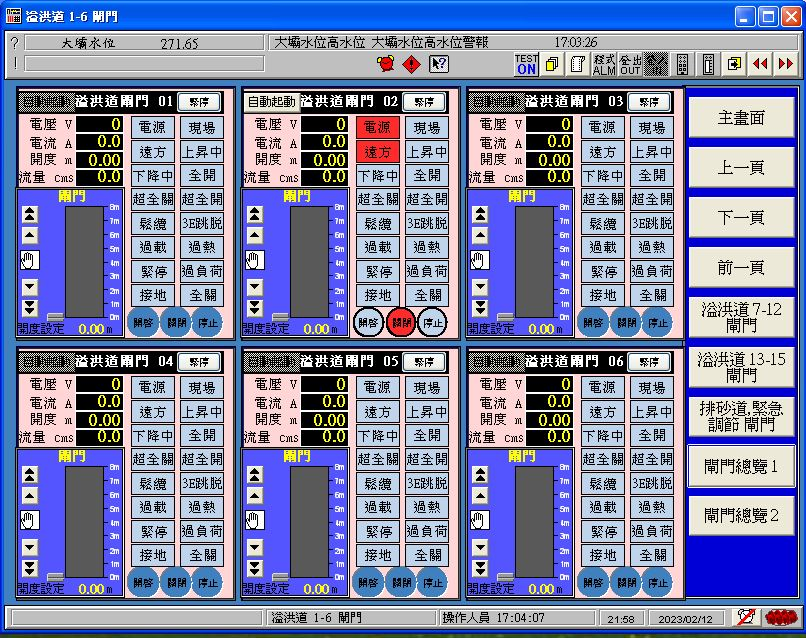 溢洪道 1-6 閘門
? 大壩水位 271.65 大壩水位高水位 大壩水位高水位警報 17:03:26
!
TEST ON 程式 ALM 登出 OUT
溢洪道閘門 01 緊停
電壓 V 0 電源 現場
電流 A 0.0 遠方 上昇中
開度 m 0.00 下降中 全開
流量 cms 0.0 超全關 超全開
閘門 鬆纜 3E跳脱
8m 過載 過熱
7m 緊停 過負荷
6m 接地 全關
5m
4m
3m
2m
1m
0m 開啓 關閉 停止
開度設定 0.00 m
自動起動 溢洪道閘門 02 緊停
電壓 V 0 電源 現場
電流 A 0.0 遠方 上昇中
開度 m 0.00 下降中 全開
流量 cms 0.0 超全關 超全開
閘門 鬆纜 3E跳脱
8m 過載 過熱
7m 緊停 過負荷
6m 接地 全關
5m
4m
3m
2m
1m
0m 開啓 關閉 停止
開度設定 0.00 m
溢洪道閘門 03 緊停
電壓 V 0 電源 現場
電流 A 0.0 遠方 上昇中
開度 m 0.00 下降中 全開
流量 cms 0.0 超全關 超全開
閘門 鬆纜 3E跳脱
8m 過載 過熱
7m 緊停 過負荷
6m 接地 全關
5m
4m
3m
2m
1m
0m 開啓 關閉 停止
開度設定 0.00 m
溢洪道閘門 04 緊停
電壓 V 0 電源 現場
電流 A 0.0 遠方 上昇中
開度 m 0.00 下降中 全開
流量 cms 0.0 超全關 超全開
閘門 鬆纜 3E跳脱
8m 過載 過熱
7m 緊停 過負荷
6m 接地 全關
5m
4m
3m
2m
1m
0m 開啓 關閉 停止
開度設定 0.00 m
溢洪道閘門 05 緊停
電壓 V 0 電源 現場
電流 A 0.0 遠方 上昇中
開度 m 0.00 下降中 全開
流量 cms 0.0 超全關 超全開
閘門 鬆纜 3E跳脱
8m 過載 過熱
7m 緊停 過負荷
6m 接地 全關
5m
4m
3m
2m
1m
0m 開啓 關閉 停止
開度設定 0.00 m
溢洪道閘門 06 緊停
電壓 V 0 電源 現場
電流 A 0.0 遠方 上昇中
開度 m 0.00 下降中 全開
流量 cms 0.0 超全關 超全開
閘門 鬆纜 3E跳脱
8m 過載 過熱
7m 緊停 過負荷
6m 接地 全關
5m
4m
3m
2m
1m
0m 開啓 關閉 停止
開度設定 0.00 m
主畫面
上一頁
下一頁
前一頁
溢洪道 7-12
閘門
溢洪道 13-15
閘門
排砂道,緊急
調節 閘門
閘門總覽 1
閘門總覽 2
溢洪道 1-6 閘門 操作人員 17:04:07 21:58 2023/02/12